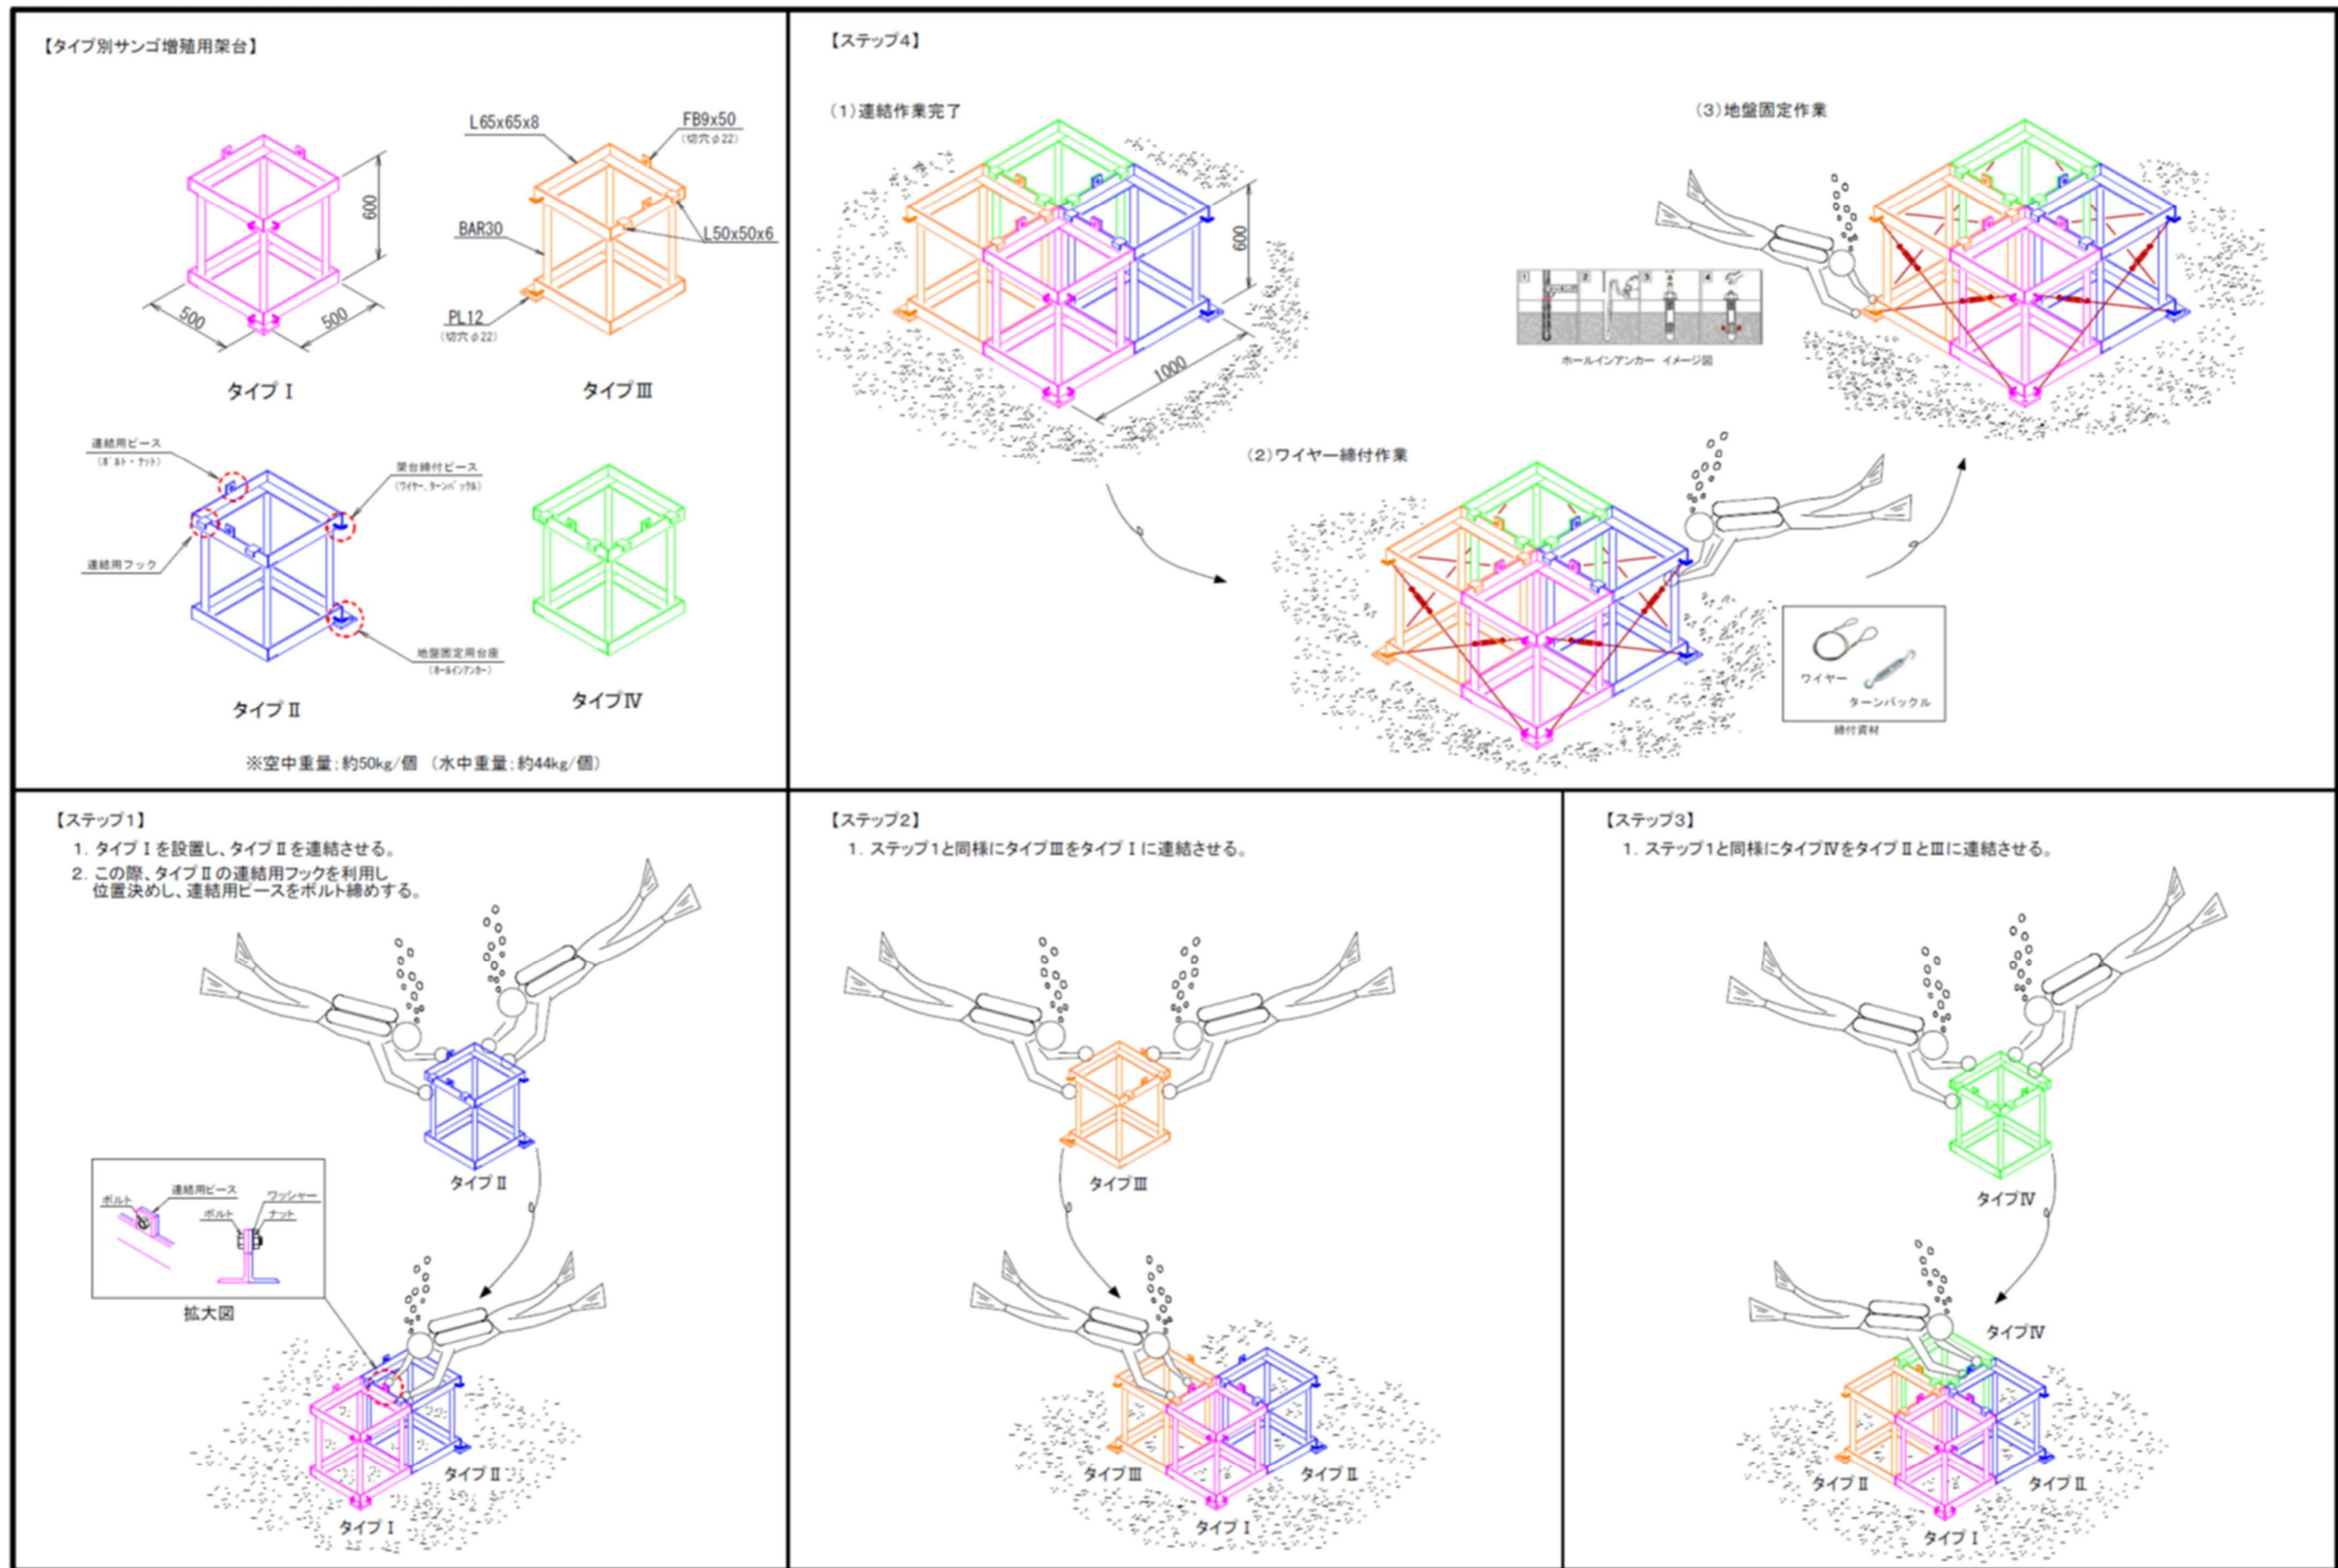 【タイプ別サンゴ増殖用架台】
L65x65x8
FB9x50
(切穴φ22)
600
BAR30
L50x50x6
500
500
PL12
(切穴φ22)
タイプⅠ
タイプⅢ
連結用ピース
(ボルト・ナット)
架台締付ピース
(ワイヤー,ターンバックル)
連結用フック
地盤固定用台座
(ホールインアンカー)
タイプⅡ
タイプⅣ
※空中重量;約50kg/個 (水中重量;約44kg/個)
【ステップ4】
(1)連結作業完了
600
1000
(2)ワイヤー締付作業
ワイヤー
ターンバックル
締付資材
(3)地盤固定作業
1 2 3 4
ホールインアンカー イメージ図
【ステップ1】
1. タイプⅠを設置し、タイプⅡを連結させる。
2. この際、タイプⅡの連結用フックを利用し
位置決めし、連結用ピースをボルト締めする。
タイプⅡ
ボルト
連結用ピース
ワッシャー
ボルト
ナット
拡大図
タイプⅡ
タイプⅠ
【ステップ2】
1. ステップ1と同様にタイプⅢをタイプⅠに連結させる。
タイプⅢ
タイプⅢ
タイプⅡ
タイプⅠ
【ステップ3】
1. ステップ1と同様にタイプⅣをタイプⅡとⅢに連結させる。
タイプⅣ
タイプⅣ
タイプⅡ
タイプⅡ
タイプⅠ